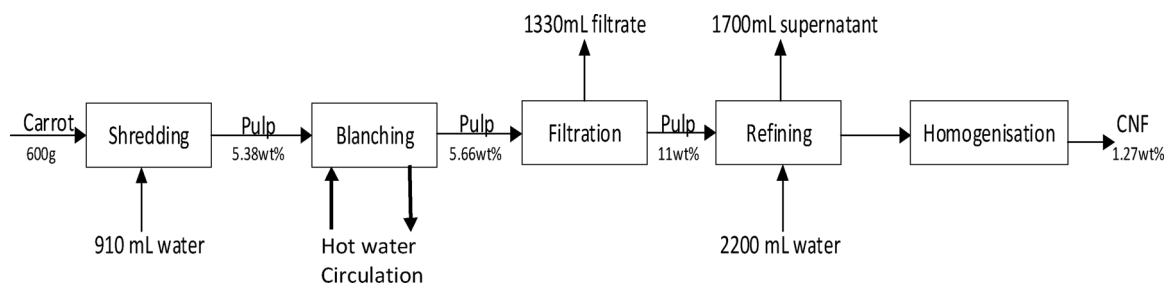 1330mL filtrate
1700mL supernatant
Carrot
600g
Shredding
Pulp
5.38wt%
Blanching
Pulp
5.66wt%
Filtration
Pulp
11wt%
Refining
Homogenisation
CNF
1.27wt%
910 mL water
Hot water
Circulation
2200 mL water